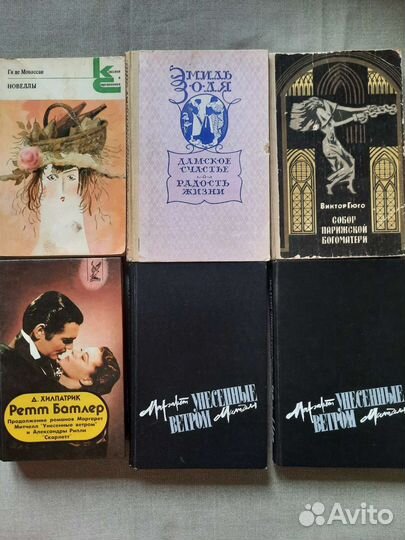 Ги де Мопассан
НОВЕЛЛЫ
ЭМИЛЬ
ЗОЛЯ
ДАМСКОЕ
СЧАСТЬЕ
РАДОСТЬ
ЖИЗНИ
ВИКТОР ГЮГО
СОБОР
ПАРИЖСКОЙ
БОГОМАТЕРИ
Д. ХИЛПАТРИК
Ретт Батлер
Продолжение романов Маргарет
Митчелл "Унесенные ветром"
и Александры Рипли
"Скарлетт"
Маргарет УНЕСЕННЫЕ
ВЕТРОМ Митчелл
Маргарет УНЕСЕННЫЕ
ВЕТРОМ Митчелл
Avito